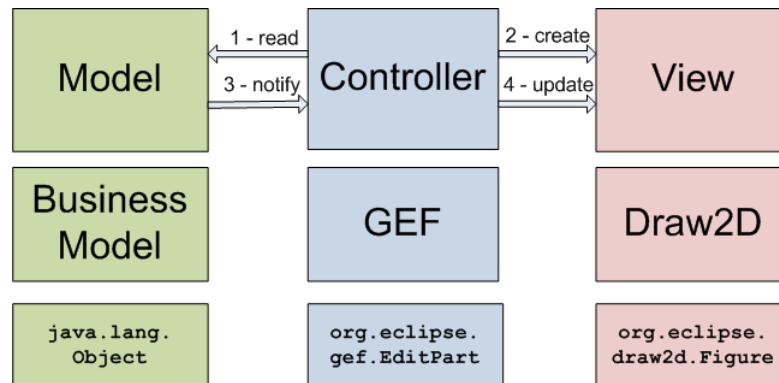 1 - read
2 - create
Model
Controller
View
3 - notify
4 - update
Business
Model
GEF
Draw2D
java.lang.
Object
org.eclipse.
gef.EditPart
org.eclipse.
draw2d.Figure